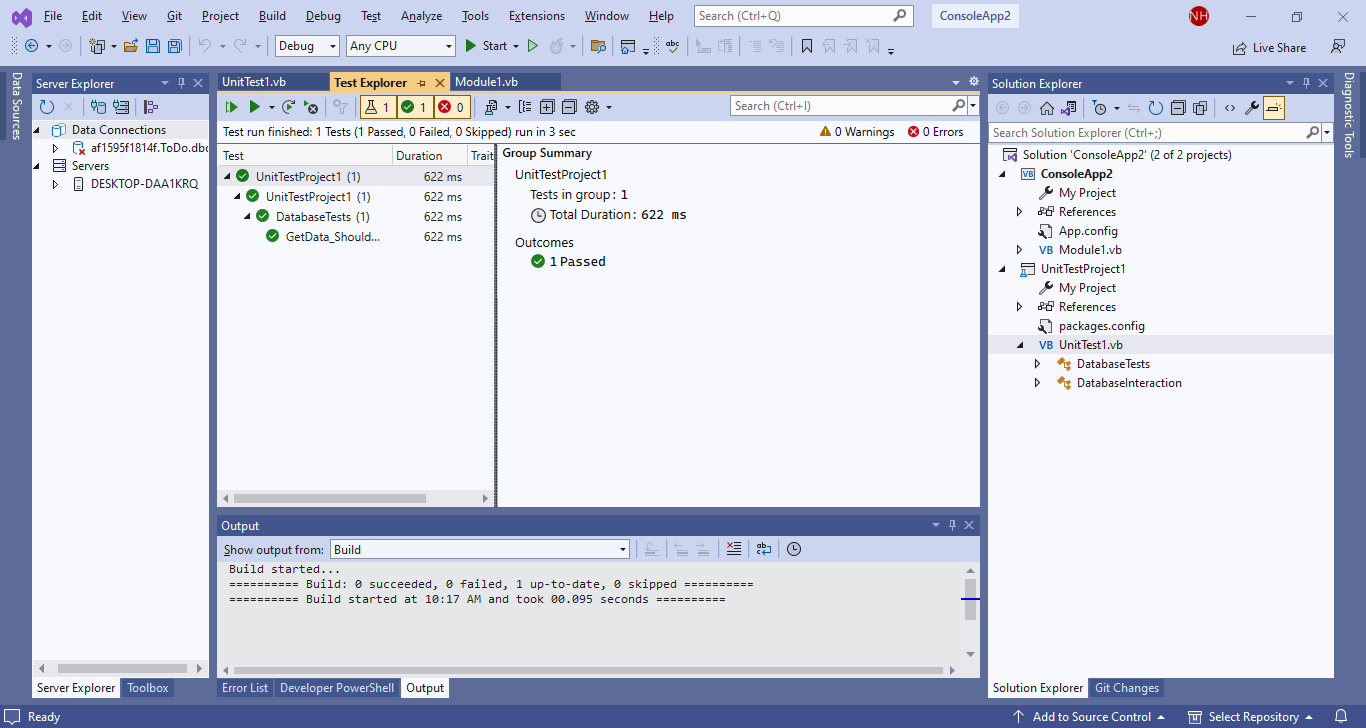 File Edit View Git Project Build Debug Test Analyze Tools Extensions Window Help Search (Ctrl+Q) ConsoleApp2 NH
Debug Any CPU Start Live Share
Data Sources
Server Explorer
Data Connections
af1595f1814f.ToDo.dbo
Servers
DESKTOP-DAA1KRQ
Server Explorer Toolbox
UnitTest1.vb Test Explorer Module1.vb
1 1 0 Search (Ctrl+I)
Test run finished: 1 Tests (1 Passed, 0 Failed, 0 Skipped) run in 3 sec 0 Warnings 0 Errors
Test Duration Trait
UnitTestProject1 (1) 622 ms
UnitTestProject1 (1) 622 ms
DatabaseTests (1) 622 ms
GetData_Should... 622 ms
Group Summary
UnitTestProject1
Tests in group: 1
Total Duration: 622 ms
Outcomes
1 Passed
Output
Show output from: Build
Build started...
========== Build: 0 succeeded, 0 failed, 1 up-to-date, 0 skipped ==========
========== Build started at 10:17 AM and took 00.095 seconds ==========
Error List Developer PowerShell Output
Solution Explorer
Search Solution Explorer (Ctrl+;)
Solution 'ConsoleApp2' (2 of 2 projects)
VB ConsoleApp2
My Project
References
App.config
VB Module1.vb
UnitTestProject1
My Project
References
packages.config
VB UnitTest1.vb
DatabaseTests
DatabaseInteraction
Solution Explorer Git Changes
Diagnostic Tools
Ready Add to Source Control Select Repository